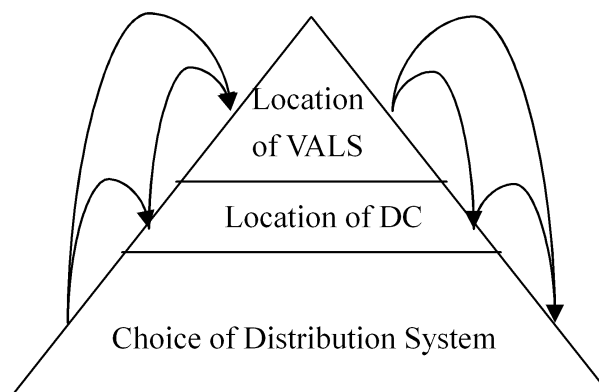 Location
of VALS
Location of DC
Choice of Distribution System